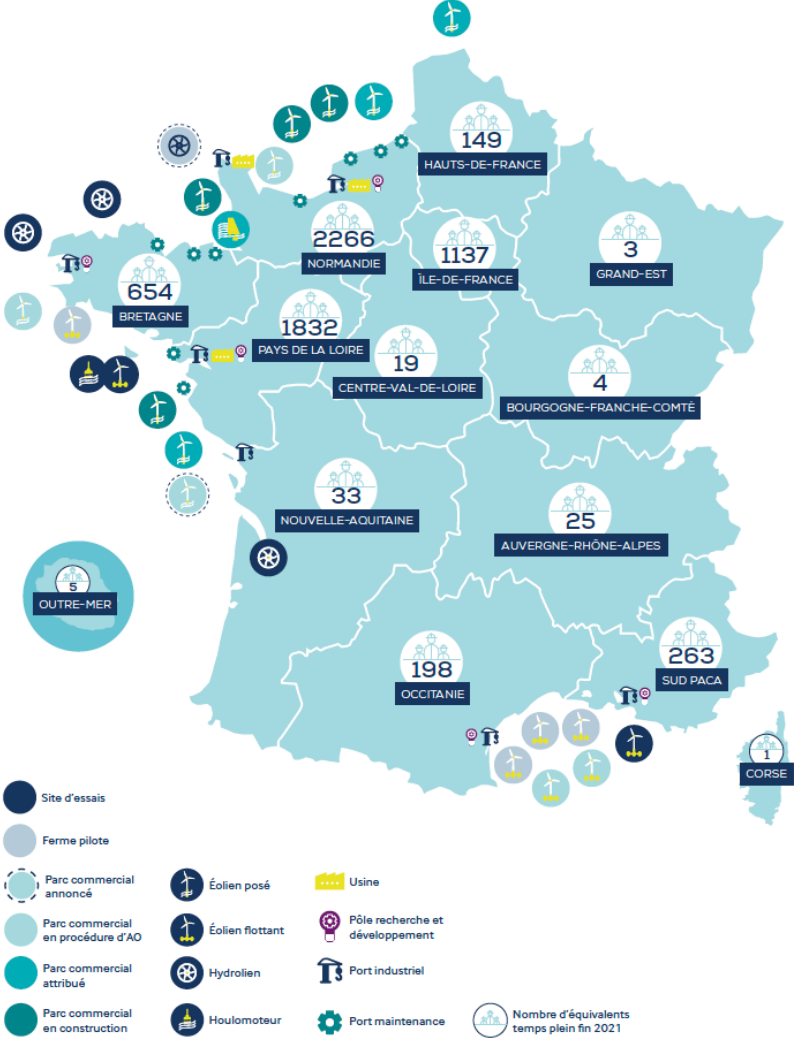 149
HAUTS-DE-FRANCE
2266
NORMANDIE
1137
ÎLE-DE-FRANCE
3
GRAND-EST
654
BRETAGNE
1832
PAYS DE LA LOIRE
19
CENTRE-VAL-DE-LOIRE
4
BOURGOGNE-FRANCHE-COMTÉ
33
NOUVELLE-AQUITAINE
25
AUVERGNE-RHÔNE-ALPES
5
OUTRE-MER
198
OCCITANIE
263
SUD PACA
1
CORSE
Site d'essais
Ferme pilote
Parc commercial
annoncé
Parc commercial
en procédure d'AO
Parc commercial
attribué
Parc commercial
en construction
Éolien posé
Éolien flottant
Hydrolien
Houlomoteur
Usine
Pôle recherche et
développement
Port industriel
Port maintenance
Nombre d'équivalents
temps plein fin 2021